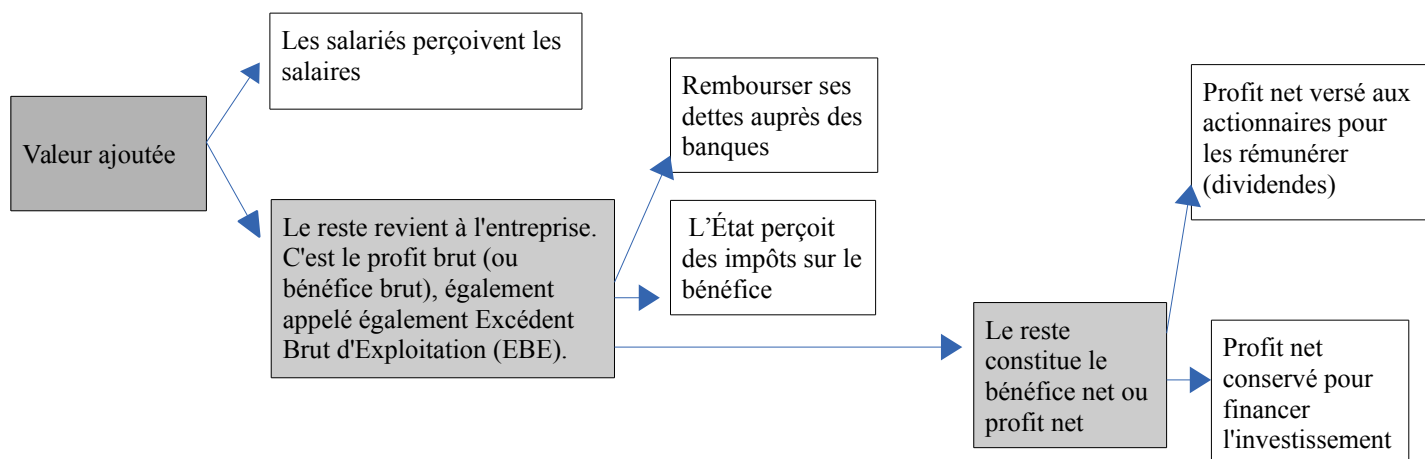 Les salariés perçoivent les
salaires
Valeur ajoutée
Le reste revient à l'entreprise.
C'est le profit brut (ou
bénéfice brut), également
appelé également Excédent
Brut d'Exploitation (EBE).
Rembourser ses
dettes auprès des
banques
L’État perçoit
des impôts sur le
bénéfice
Le reste
constitue le
bénéfice net ou
profit net
Profit net versé aux
actionnaires pour
les rémunérer
(dividendes)
Profit net
conservé pour
financer
l'investissement